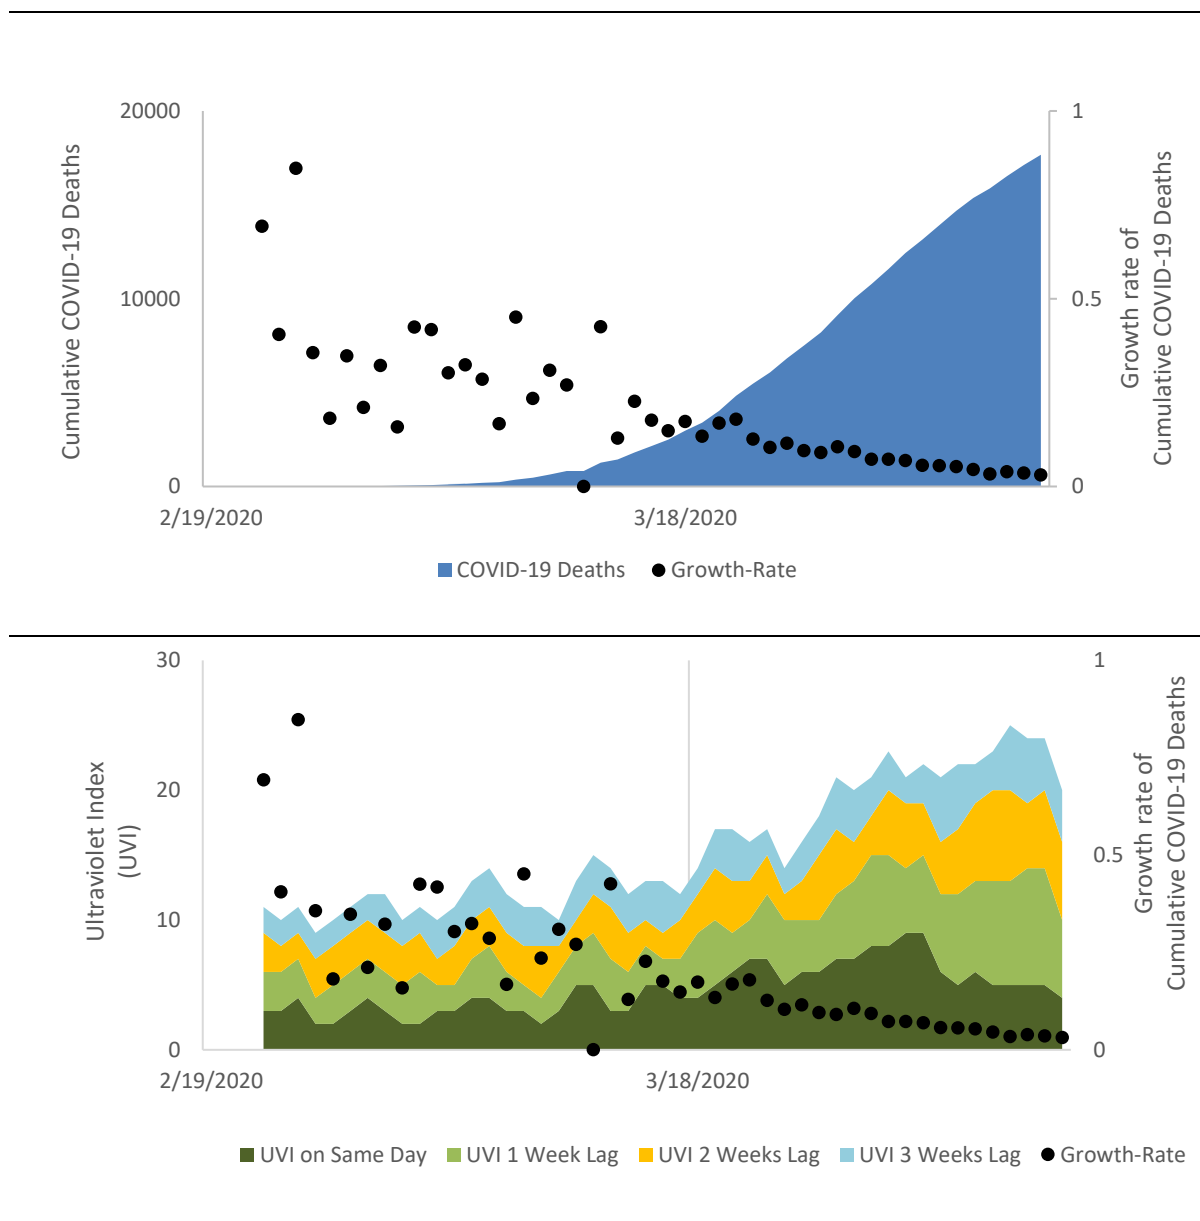 20000
10000
0
Cumulative COVID-19 Deaths
1
0.5
0
Growth rate of
Cumulative COVID-19 Deaths
2/19/2020
3/18/2020
COVID-19 Deaths
Growth-Rate
30
20
10
0
Ultraviolet Index
(UVI)
1
0.5
0
Growth rate of
Cumulative COVID-19 Deaths
2/19/2020
3/18/2020
UVI on Same Day
UVI 1 Week Lag
UVI 2 Weeks Lag
UVI 3 Weeks Lag
Growth-Rate